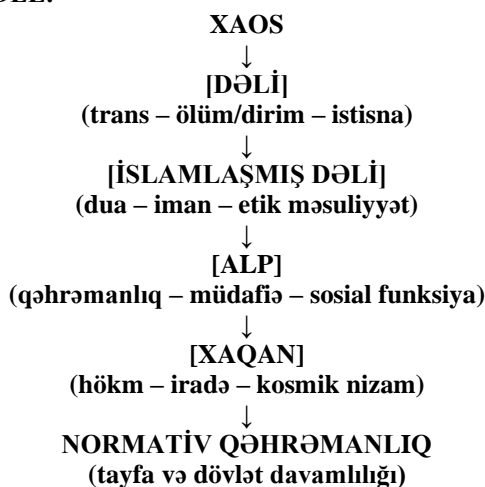 XAOS
↓
[DƏLİ]
(trans – ölüm/dirim – istisna)
↓
[İSLAMLAŞMIŞ DƏLİ]
(dua – iman – etik məsuliyyət)
↓
[ALP]
(qəhrəmanlıq – müdafiə – sosial funksiya)
↓
[XAQAN]
(hökm – iradə – kosmik nizam)
↓
NORMATİV QƏHRƏMANLIQ
(tayfa və dövlət davamlılığı)